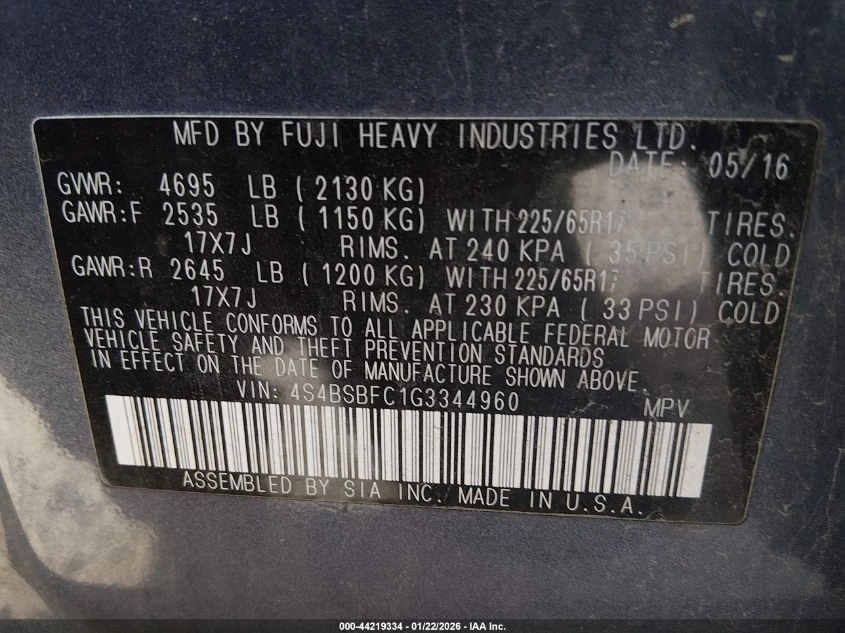 MFD BY FUJI HEAVY INDUSTRIES LTD.
DATE: 05/16
GVWR: 4695 LB ( 2130 KG)
GAWR:F 2535 LB ( 1150 KG) WITH 225/65R17 TIRES.
17X7J RIMS. AT 240 KPA ( 35 PSI) COLD
GAWR:R 2645 LB ( 1200 KG) WITH 225/65R17 TIRES.
17X7J RIMS. AT 230 KPA ( 33 PSI) COLD
THIS VEHICLE CONFORMS TO ALL APPLICABLE FEDERAL MOTOR
VEHICLE SAFETY AND THEFT PREVENTION STANDARDS
IN EFFECT ON THE DATE OF MANUFACTURE SHOWN ABOVE.
VIN: 4S4BSBFC1G3344960 MPV
ASSEMBLED BY SIA INC. MADE IN U.S.A.
000-44219334 - 01/22/2026 - IAA Inc.